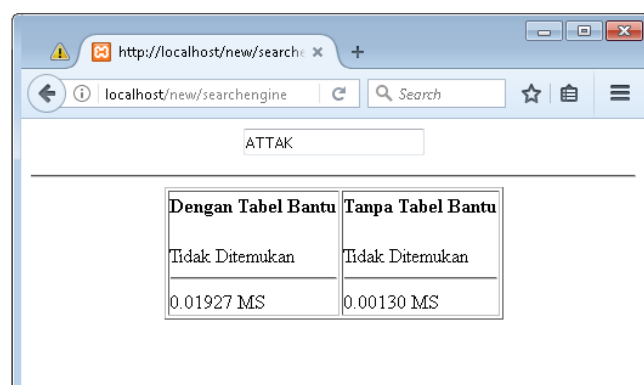 http://localhost/new/searche
localhost/new/searchengine
Search
ATTAK
Dengan Tabel Bantu Tanpa Tabel Bantu
Tidak Ditemukan Tidak Ditemukan
0.01927 MS 0.00130 MS